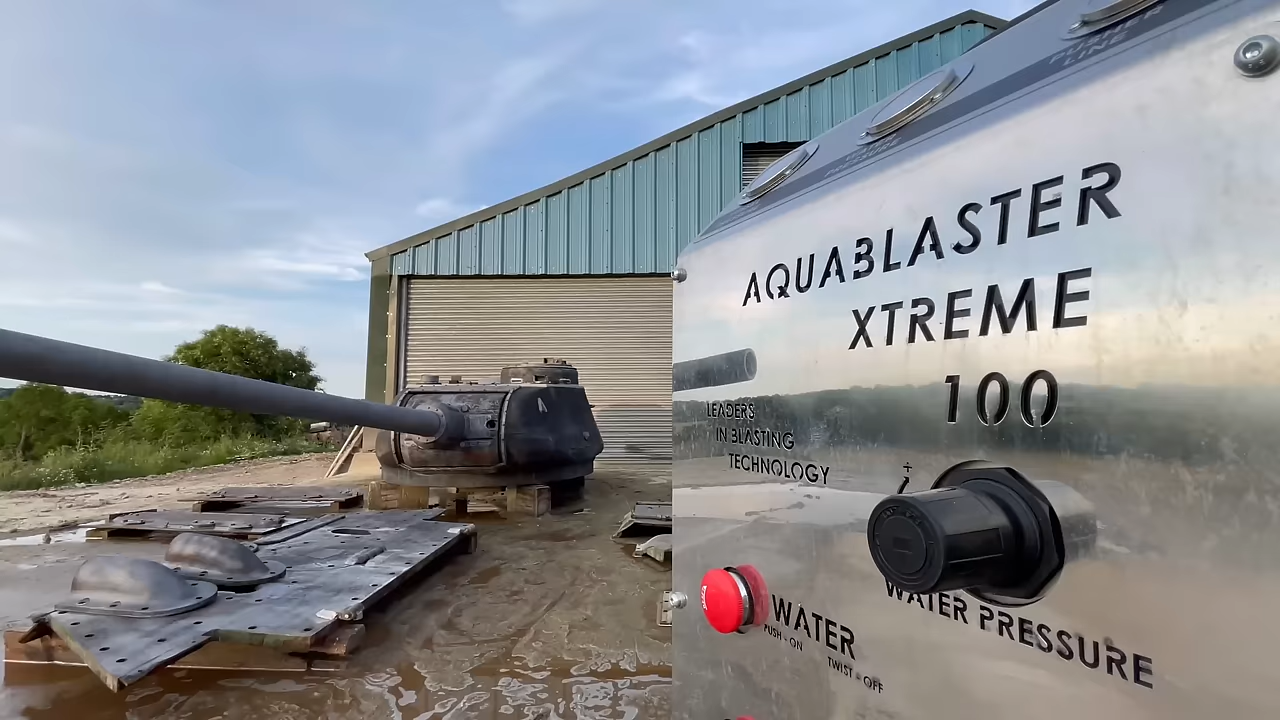 AQUABLASTER
XTREME
100
LEADERS
IN BLASTING
TECHNOLOGY
WATER PRESSURE
WATER
PUSH - ON
TWIST - OFF